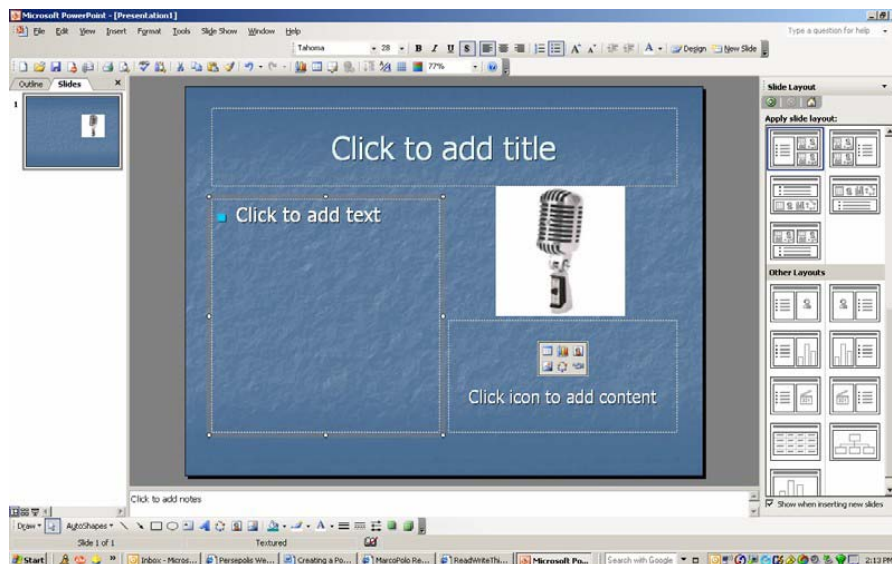 Microsoft PowerPoint - [Presentation1]
File Edit View Insert Format Tools Slide Show Window Help
Type a question for help
Tahoma 28 B I U S Design New Slide
77%
Outline Slides
1
Click to add title
Click to add text
Click icon to add content
Slide Layout
Apply slide layout:
Other Layouts
Show when inserting new slides
Click to add notes
Draw AutoShapes
Slide 1 of 1 Textured
Start Inbox - Micros... Persepolis We... Creating a Po... MarcoPolo Re... ReadWriteThi... Microsoft Po... Search with Google 2:13 PM